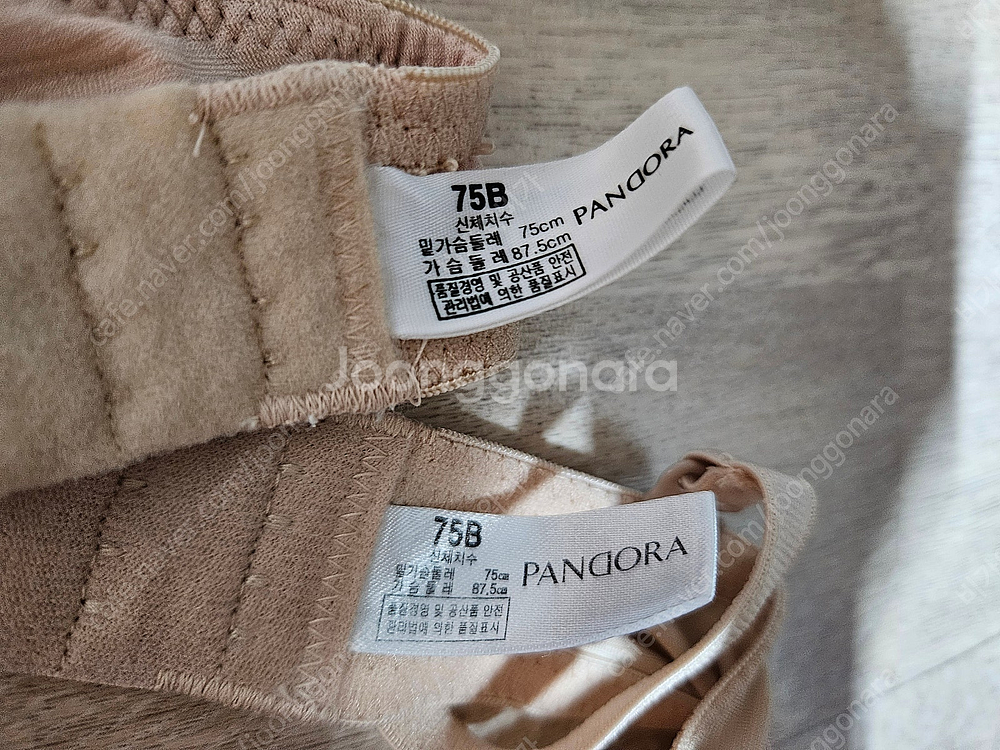 75B
신체치수
밑가슴둘레 75cm
가슴둘레 87.5cm
품질경영 및 공산품 안전
관리법에 의한 품질표시
PANDORA
Joonggonara
75B
신체치수
밑가슴둘레 75cm
가슴둘레 87.5cm
품질경영 및 공산품 안전
관리법에 의한 품질표시
PANDORA
cafe.naver.com/joonggonara